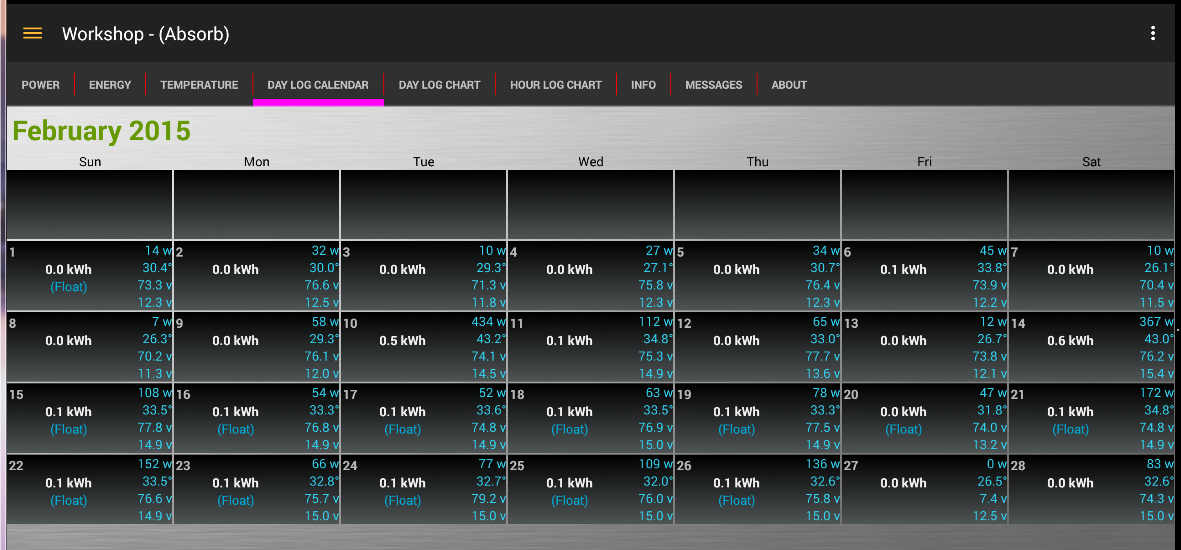 Workshop - (Absorb)
POWER ENERGY TEMPERATURE DAY LOG CALENDAR DAY LOG CHART HOUR LOG CHART INFO MESSAGES ABOUT
February 2015
Sun Mon Tue Wed Thu Fri Sat
1 14 w 2 32 w 3 10 w 4 27 w 5 34 w 6 45 w 7 10 w
0.0 kWh 30.4° 0.0 kWh 30.0° 0.0 kWh 29.3° 0.0 kWh 27.1° 0.0 kWh 30.7° 0.1 kWh 33.8° 0.0 kWh 26.1°
(Float) 73.3 v 76.6 v 71.3 v 75.8 v 76.4 v 73.9 v 70.4 v
12.3 v 12.5 v 11.8 v 12.3 v 12.3 v 12.2 v 11.5 v
8 7 w 9 58 w 10 434 w 11 112 w 12 65 w 13 12 w 14 367 w
0.0 kWh 26.3° 0.0 kWh 29.3° 0.5 kWh 43.2° 0.1 kWh 34.8° 0.0 kWh 33.0° 0.0 kWh 26.7° 0.6 kWh 43.0°
70.2 v 76.1 v 74.1 v 75.3 v 77.7 v 73.8 v 76.2 v
11.3 v 12.0 v 14.5 v 14.9 v 13.6 v 12.1 v 15.4 v
15 108 w 16 54 w 17 52 w 18 63 w 19 78 w 20 47 w 21 172 w
0.1 kWh 33.5° 0.1 kWh 33.3° 0.1 kWh 33.6° 0.1 kWh 33.5° 0.1 kWh 33.3° 0.0 kWh 31.8° 0.1 kWh 34.8°
(Float) 77.8 v (Float) 76.8 v (Float) 74.8 v (Float) 76.9 v (Float) 77.5 v (Float) 74.0 v (Float) 74.8 v
14.9 v 14.9 v 14.9 v 15.0 v 14.9 v 13.2 v 14.9 v
22 152 w 23 66 w 24 77 w 25 109 w 26 136 w 27 0 w 28 83 w
0.1 kWh 33.5° 0.1 kWh 32.8° 0.1 kWh 32.7° 0.1 kWh 32.0° 0.1 kWh 32.6° 0.0 kWh 26.5° 0.0 kWh 32.6°
(Float) 76.6 v (Float) 75.7 v (Float) 79.2 v (Float) 76.0 v (Float) 75.8 v 7.4 v 74.3 v
14.9 v 15.0 v 15.0 v 15.0 v 15.0 v 12.5 v 15.0 v